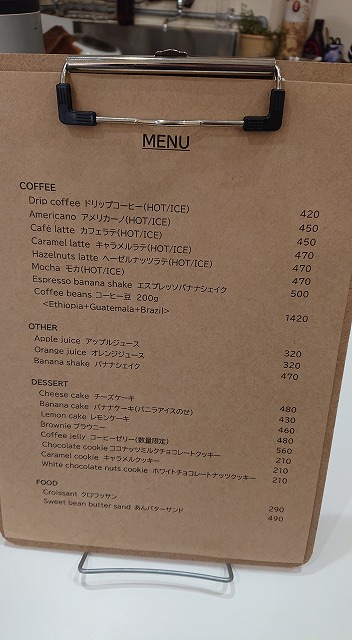 MENU
COFFEE
Drip coffee ドリップコーヒー(HOT/ICE) 420
Americano アメリカーノ(HOT/ICE) 450
Café latte カフェラテ(HOT/ICE) 450
Caramel latte キャラメルラテ(HOT/ICE) 470
Hazelnuts latte ヘーゼルナッツラテ(HOT/ICE) 470
Mocha モカ(HOT/ICE) 470
Espresso banana shake エスプレッソバナナシェイク 500
Coffee beans コーヒー豆 200g
<Ethiopia+Guatemala+Brazil> 1420
OTHER
Apple juice アップルジュース 320
Orange juice オレンジジュース 320
Banana shake バナナシェイク 470
DESSERT
Cheese cake チーズケーキ 480
Banana cake バナナケーキ(バニラアイスのせ) 430
Lemon cake レモンケーキ 460
Brownie ブラウニー 480
Coffee jelly コーヒーゼリー(数量限定) 560
Chocolate cookie ココナッツミルクチョコレートクッキー 210
Caramel cookie キャラメルクッキー 210
White chocolate nuts cookie ホワイトチョコレートナッツクッキー 210
FOOD
Croissant クロワッサン 290
Sweet bean butter sand あんバターサンド 490